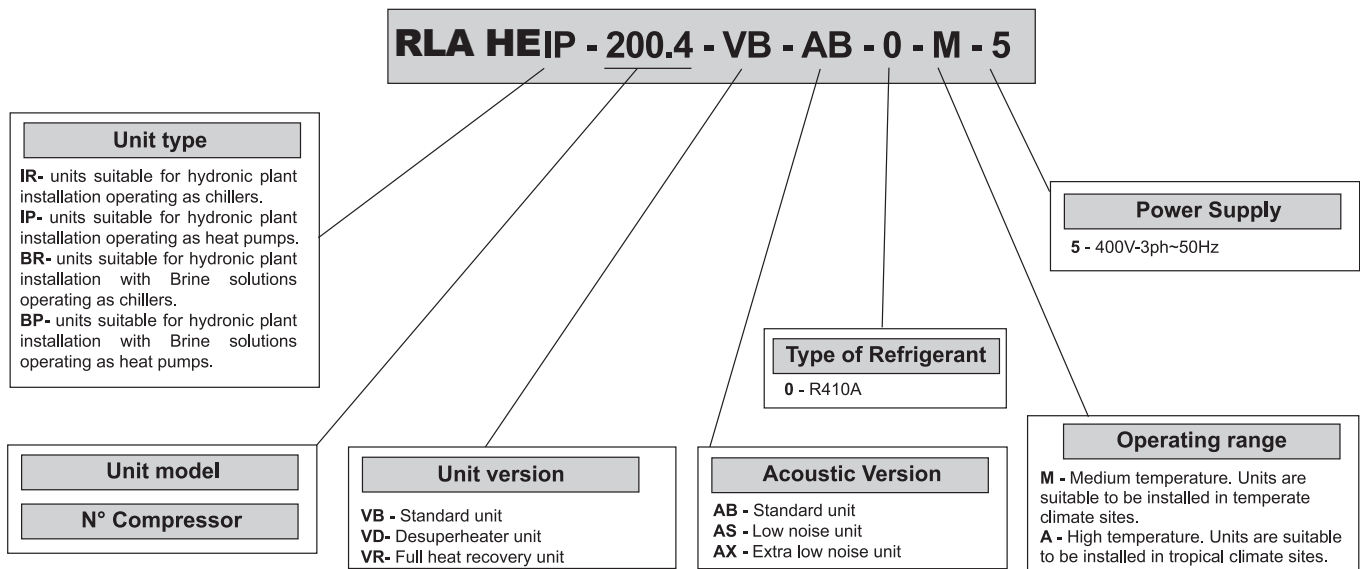 RLA HEIP - 200.4 - VB - AB - 0 - M - 5
Unit type
IR- units suitable for hydronic plant
installation operating as chillers.
IP- units suitable for hydronic plant
installation operating as heat pumps.
BR- units suitable for hydronic plant
installation with Brine solutions
operating as chillers.
BP- units suitable for hydronic plant
installation with Brine solutions
operating as heat pumps.
Power Supply
5 - 400V-3ph~50Hz
Type of Refrigerant
0 - R410A
Unit model
N° Compressor
Unit version
VB - Standard unit
VD- Desuperheater unit
VR- Full heat recovery unit
Acoustic Version
AB - Standard unit
AS - Low noise unit
AX - Extra low noise unit
Operating range
M - Medium temperature. Units are
suitable to be installed in temperate
climate sites.
A - High temperature. Units are suitable
to be installed in tropical climate sites.